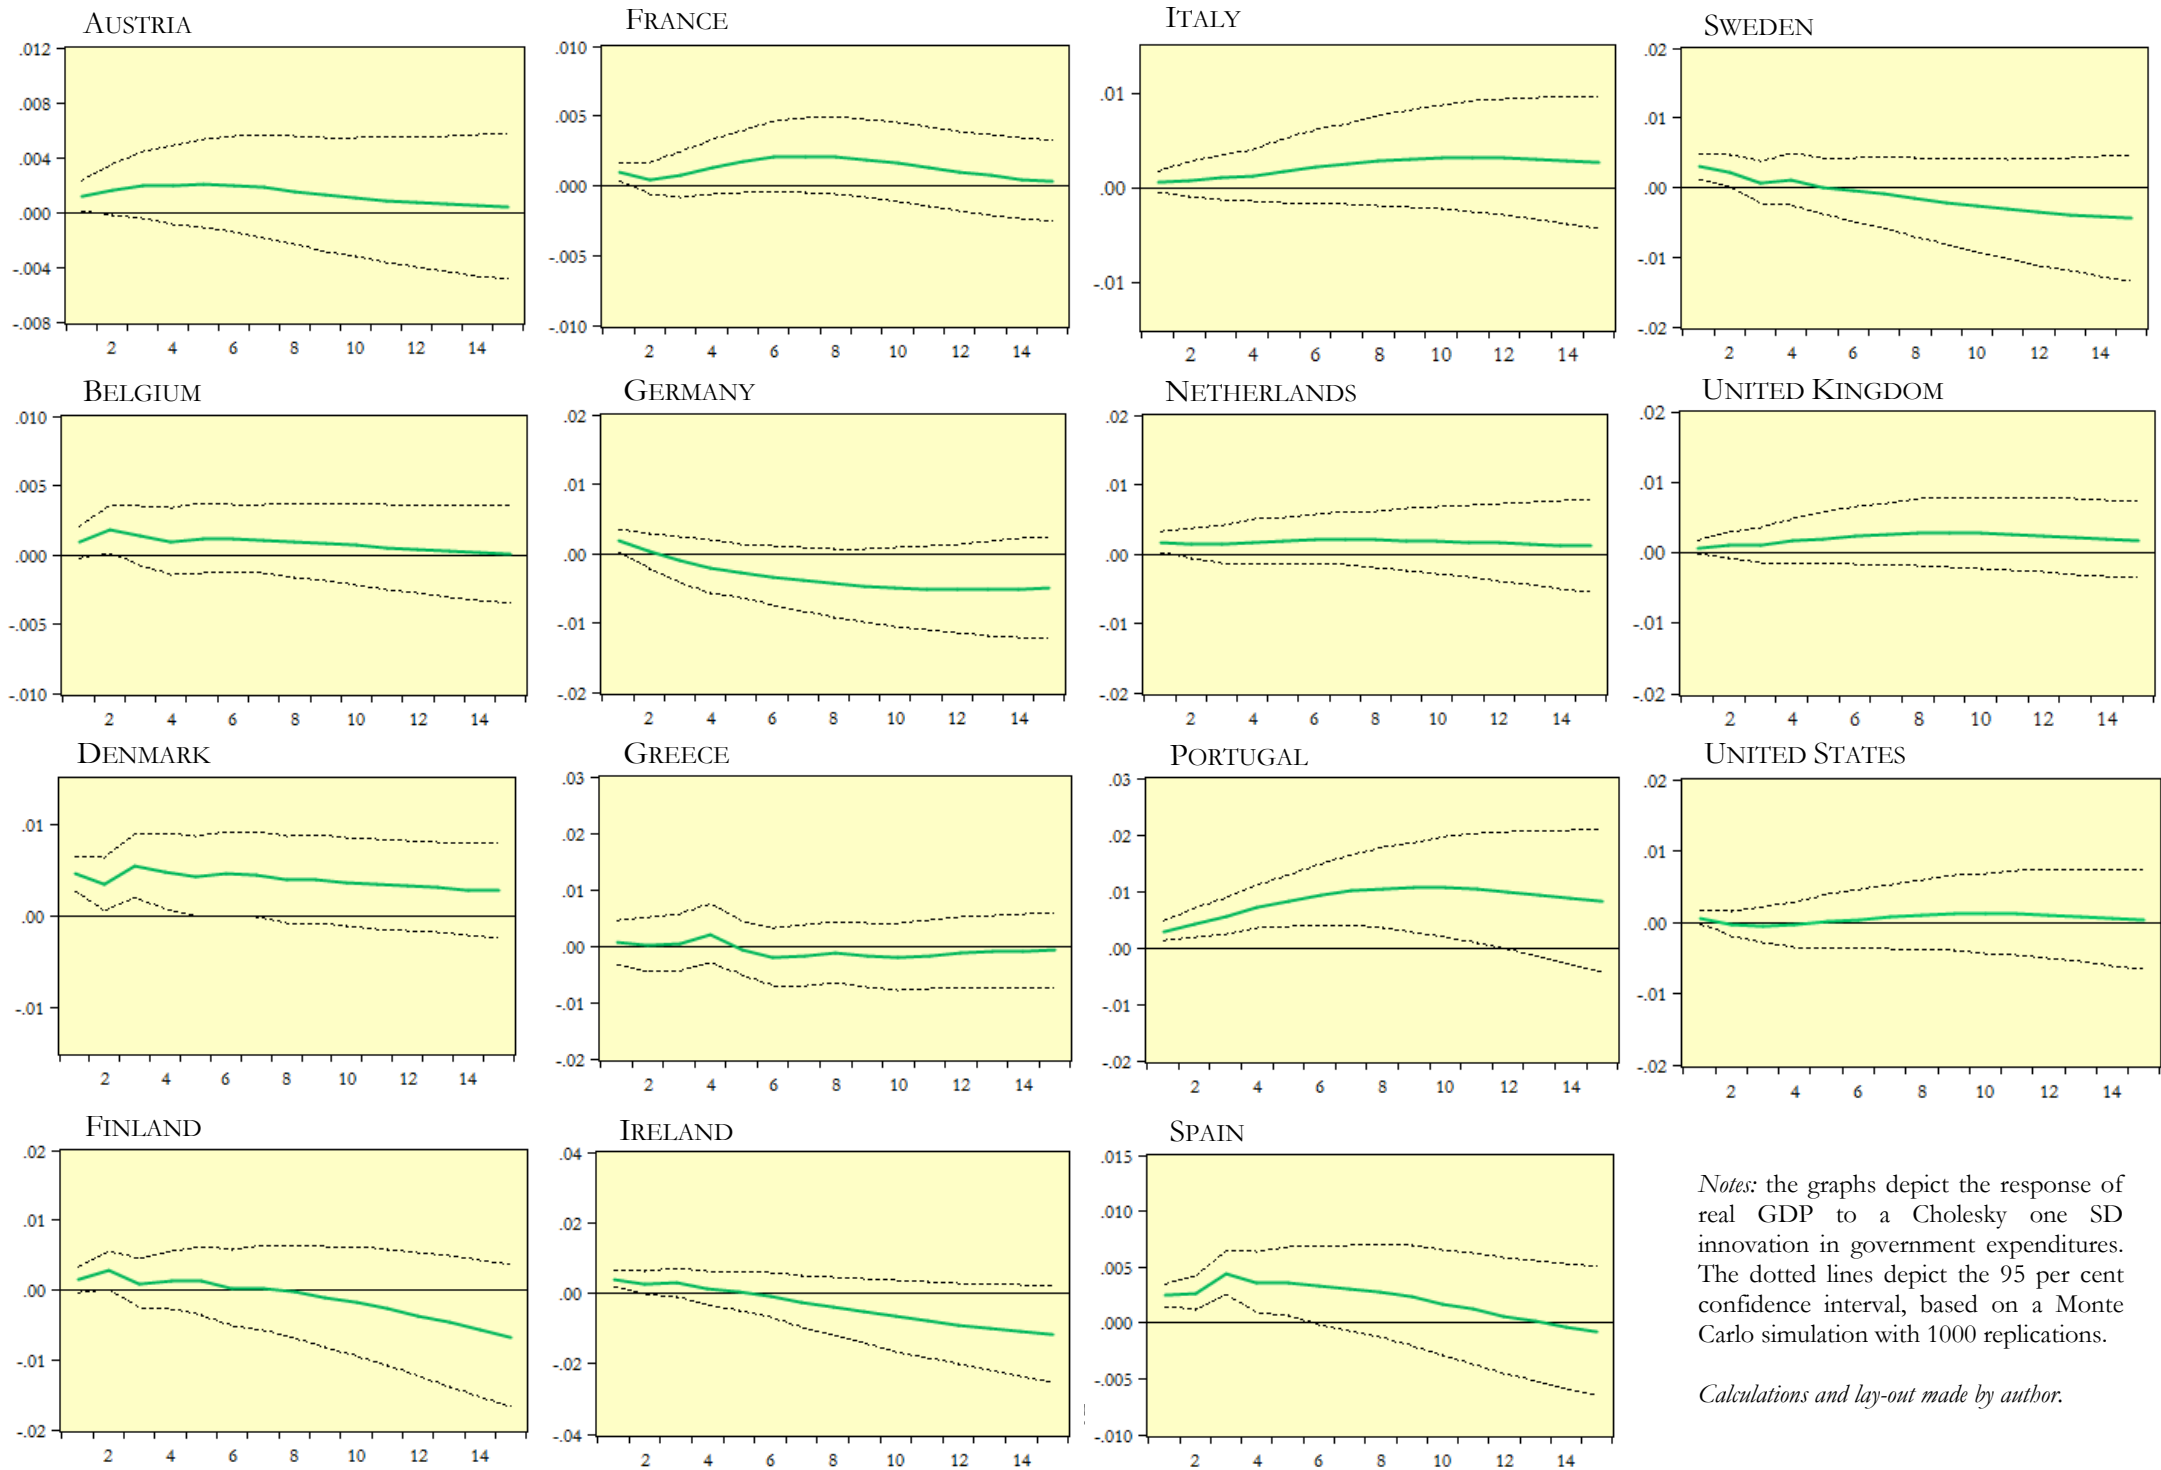 AUSTRIA
.012
.008
.004
.000
-.004
-.008
2 4 6 8 10 12 14
FRANCE
.010
.005
.000
-.005
-.010
2 4 6 8 10 12 14
ITALY
.01
.00
-.01
2 4 6 8 10 12 14
SWEDEN
.02
.01
.00
-.01
-.02
2 4 6 8 10 12 14
BELGIUM
.010
.005
.000
-.005
-.010
2 4 6 8 10 12 14
GERMANY
.02
.01
.00
-.01
-.02
2 4 6 8 10 12 14
NETHERLANDS
.02
.01
.00
-.01
-.02
2 4 6 8 10 12 14
UNITED KINGDOM
.02
.01
.00
-.01
-.02
2 4 6 8 10 12 14
DENMARK
.01
.00
-.01
2 4 6 8 10 12 14
GREECE
.03
.02
.01
.00
-.01
-.02
2 4 6 8 10 12 14
PORTUGAL
.03
.02
.01
.00
-.01
-.02
2 4 6 8 10 12 14
UNITED STATES
.02
.01
.00
-.01
-.02
2 4 6 8 10 12 14
FINLAND
.02
.01
.00
-.01
-.02
2 4 6 8 10 12 14
IRELAND
.04
.02
.00
-.02
-.04
2 4 6 8 10 12 14
SPAIN
.015
.010
.005
.000
-.005
-.010
2 4 6 8 10 12 14
Notes: the graphs depict the response of
real GDP to a Cholesky one SD
innovation in government expenditures.
The dotted lines depict the 95 per cent
confidence interval, based on a Monte
Carlo simulation with 1000 replications.
Calculations and lay-out made by author.